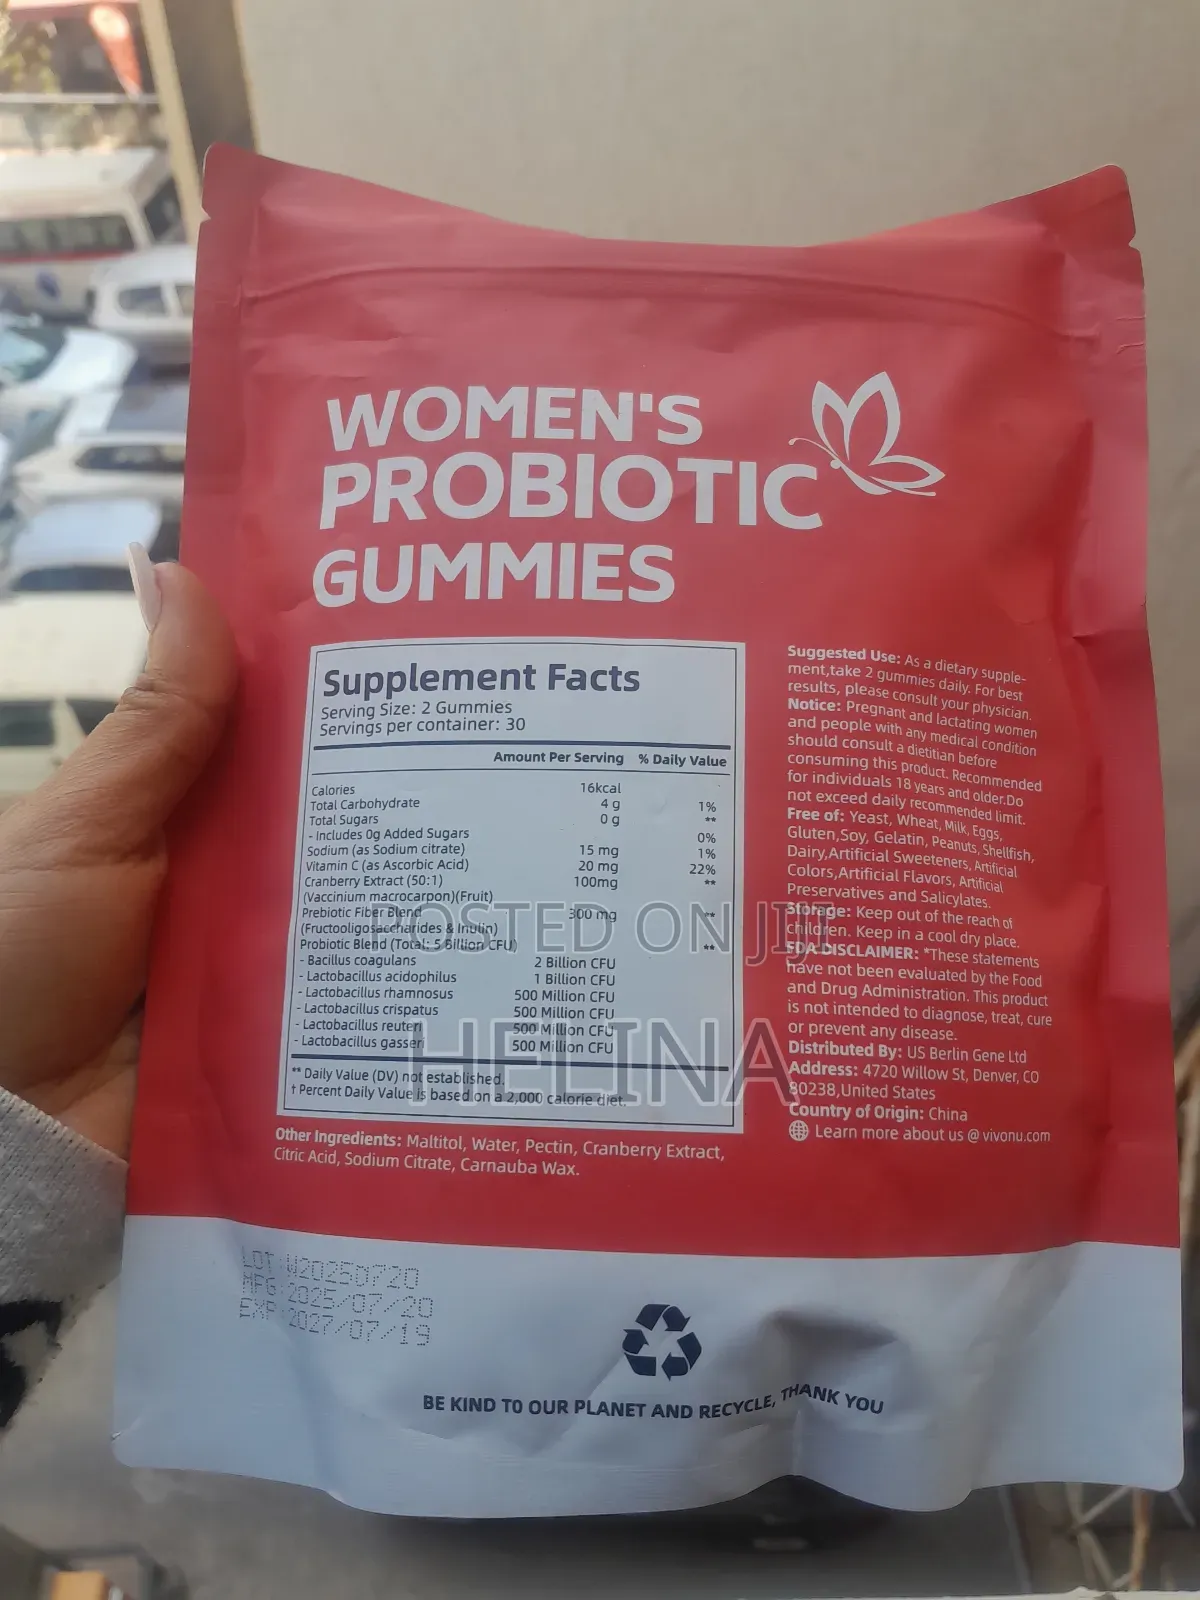 WOMEN'S
PROBIOTIC
GUMMIES
Supplement Facts
Serving Size: 2 Gummies
Servings per container: 30
Amount Per Serving % Daily Value
Calories 16kcal
Total Carbohydrate 4 g 1%
Total Sugars 0 g **
- Includes 0g Added Sugars 0%
Sodium (as Sodium citrate) 15 mg 1%
Vitamin C (as Ascorbic Acid) 20 mg 22%
Cranberry Extract (50:1) 100mg **
(Vaccinium macrocarpon)(Fruit)
Prebiotic Fiber Blend 300 mg **
(Fructooligosaccharides & Inulin)
Probiotic Blend (Total: 5 Billion CFU) **
- Bacillus coagulans 2 Billion CFU
- Lactobacillus acidophilus 1 Billion CFU
- Lactobacillus rhamnosus 500 Million CFU
- Lactobacillus crispatus 500 Million CFU
- Lactobacillus reuteri 500 Million CFU
- Lactobacillus gasseri 500 Million CFU
** Daily Value (DV) not established.
† Percent Daily Value is based on a 2,000 calorie diet.
Other Ingredients: Maltitol, Water, Pectin, Cranberry Extract,
Citric Acid, Sodium Citrate, Carnauba Wax.
Suggested Use: As a dietary supple-
ment,take 2 gummies daily. For best
results, please consult your physician.
Notice: Pregnant and lactating women
and people with any medical condition
should consult a dietitian before
consuming this product. Recommended
for individuals 18 years and older.Do
not exceed daily recommended limit.
Free of: Yeast, Wheat, Milk, Eggs,
Gluten,Soy, Gelatin, Peanuts, Shellfish,
Dairy,Artificial Sweeteners, Artificial
Colors,Artificial Flavors, Artificial
Preservatives and Salicylates.
Storage: Keep out of the reach of
children. Keep in a cool dry place.
FDA DISCLAIMER: *These statements
have not been evaluated by the Food
and Drug Administration. This product
is not intended to diagnose, treat, cure
or prevent any disease.
Distributed By: US Berlin Gene Ltd
Address: 4720 Willow St, Denver, CO
80238,United States
Country of Origin: China
Learn more about us @ vivonu.com
POSTED ON JIJI
HELINA
LOT:W20250720
MFG:2025/07/20
EXP:2027/07/19
BE KIND TO OUR PLANET AND RECYCLE, THANK YOU